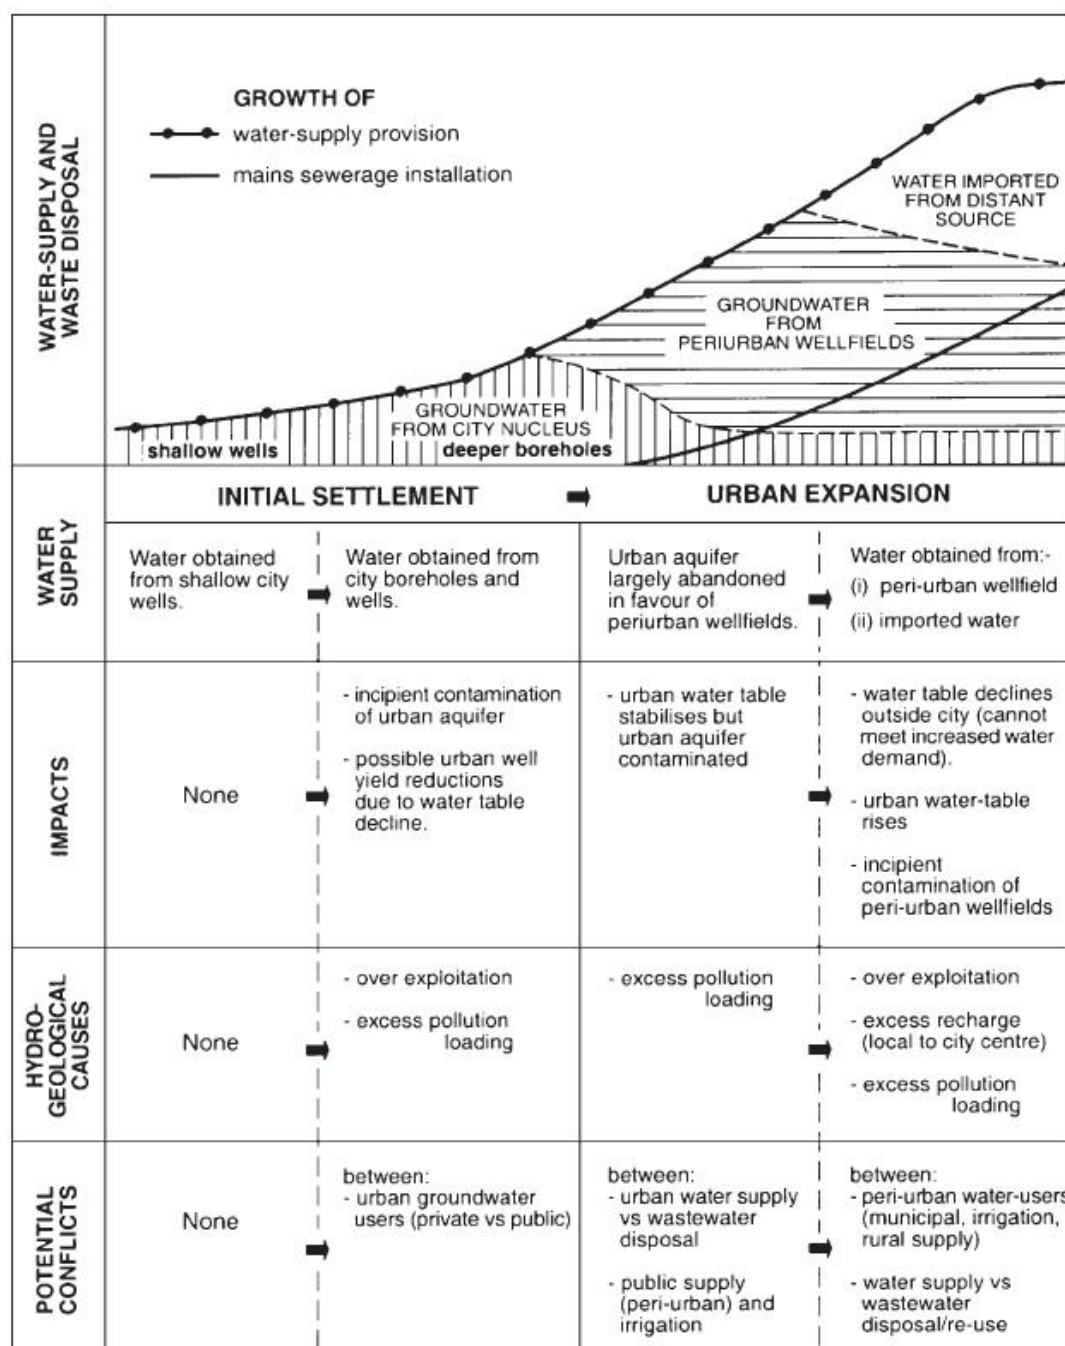 WATER-SUPPLY AND
WASTE DISPOSAL
GROWTH OF
water-supply provision
mains sewerage installation
WATER IMPORTED
FROM DISTANT
SOURCE
GROUNDWATER
FROM
PERIURBAN WELLFIELDS
GROUNDWATER
FROM CITY NUCLEUS
shallow wells
deeper boreholes
INITIAL SETTLEMENT
URBAN EXPANSION
WATER
SUPPLY
Water obtained
from shallow city
wells.
Water obtained from
city boreholes and
wells.
Urban aquifer
largely abandoned
in favour of
periurban wellfields.
Water obtained from:-
(i) peri-urban wellfield
(ii) imported water
IMPACTS
None
- incipient contamination
of urban aquifer
- possible urban well
yield reductions
due to water table
decline.
- urban water table
stabilises but
urban aquifer
contaminated
- water table declines
outside city (cannot
meet increased water
demand).
- urban water-table
rises
- incipient
contamination of
peri-urban wellfields
HYDRO-
GEOLOGICAL
CAUSES
None
- over exploitation
- excess pollution
loading
- excess pollution
loading
- over exploitation
- excess recharge
(local to city centre)
- excess pollution
loading
POTENTIAL
CONFLICTS
None
between:
- urban groundwater
users (private vs public)
between:
- urban water supply
vs wastewater
disposal
- public supply
(peri-urban) and
irrigation
between:
- peri-urban water-users
(municipal, irrigation,
rural supply)
- water supply vs
wastewater
disposal/re-use